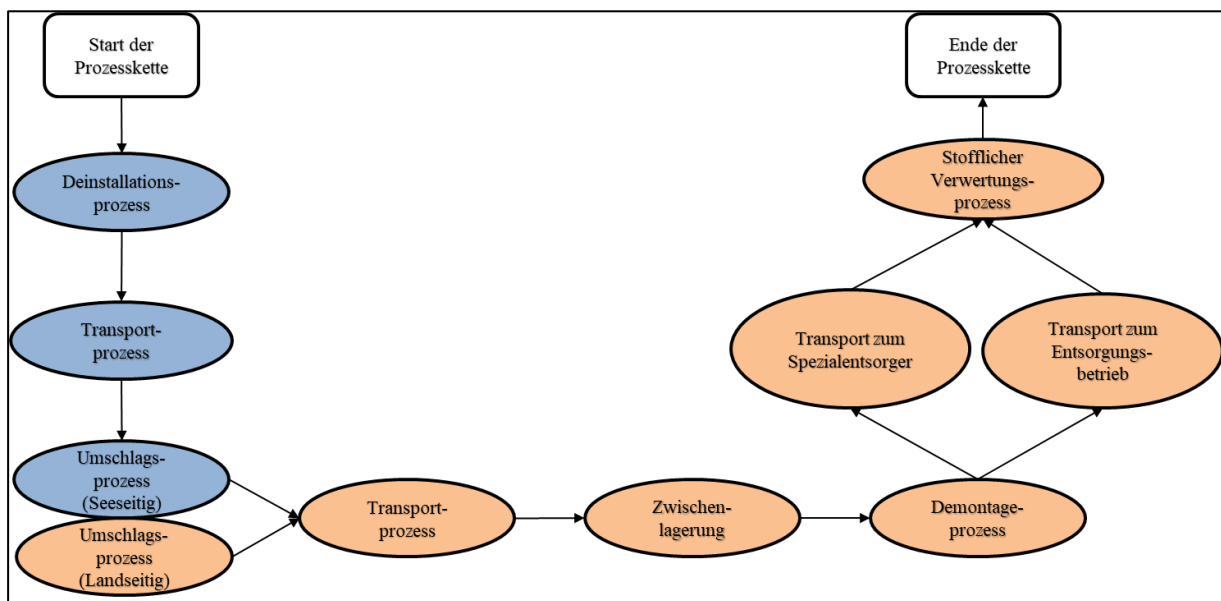 Start der
Prozesskette
Deinstallations-
prozess
Transport-
prozess
Umschlags-
prozess
(Seeseitig)
Umschlags-
prozess
(Landseitig)
Transport-
prozess
Zwischen-
lagerung
Demontage-
prozess
Transport zum
Spezialentsorger
Transport zum
Entsorgungs-
betrieb
Stofflicher
Verwertungs-
prozess
Ende der
Prozesskette